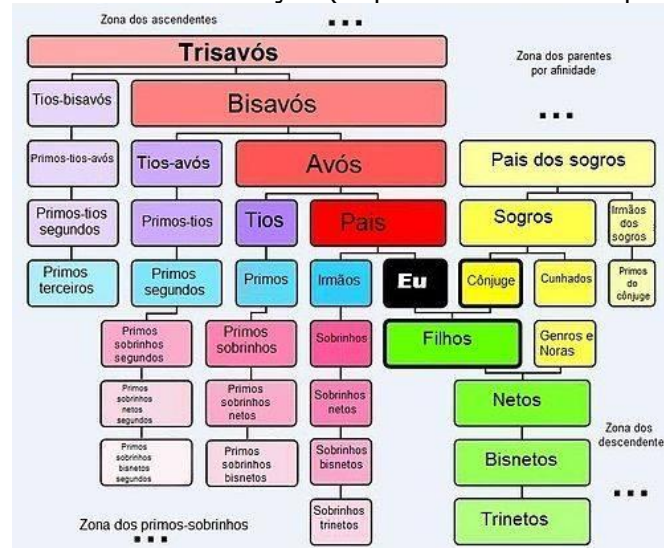 Zona dos ascendentes
...
Trisavós
Zona dos parentes
por afinidade
...
Tios-bisavós
Bisavós
Primos-tios-avós
Tios-avós
Avós
Pais dos sogros
Primos-tios
segundos
Primos-tios
Tios
Pais
Sogros
Irmãos
dos
sogros
Primos
terceiros
Primos
segundos
Primos
Irmãos
Eu
Cônjuge
Cunhados
Primos
do
cônjuge
Primos
sobrinhos
segundos
Primos
sobrinhos
Sobrinhos
Filhos
Genros e
Noras
Primos
sobrinhos
netos
segundos
Primos
sobrinhos
netos
Sobrinhos
netos
Netos
Zona dos
descendente
...
Primos
sobrinhos
bisnetos
segundos
Primos
sobrinhos
bisnetos
Sobrinhos
bisnetos
Bisnetos
Sobrinhos
trinetos
Trinetos
Zona dos primos-sobrinhos
...